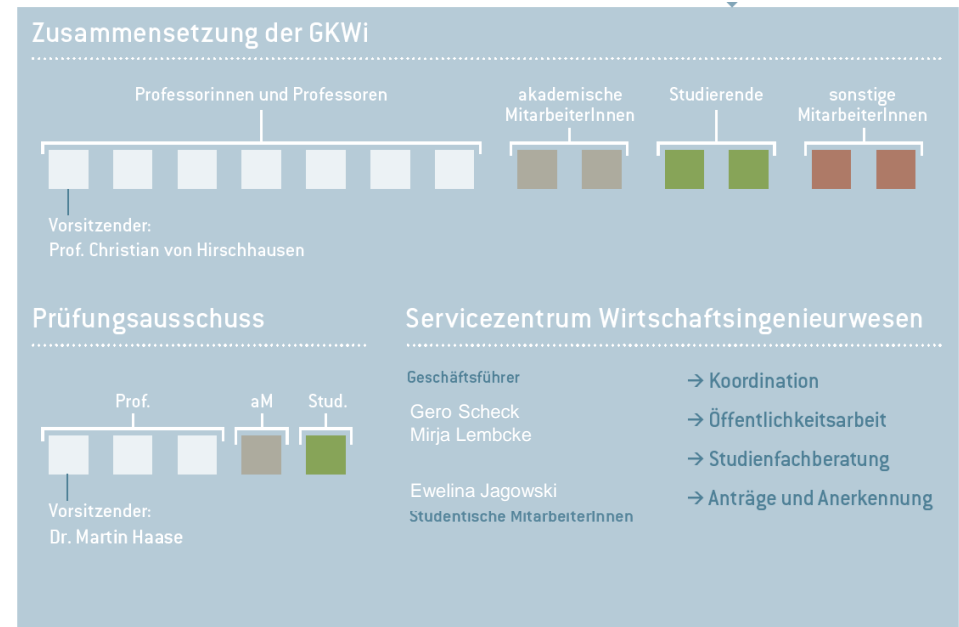 Zusammensetzung der GKWi
Professorinnen und Professoren
akademische
MitarbeiterInnen
Studierende
sonstige
MitarbeiterInnen
Vorsitzender:
Prof. Christian von Hirschhausen
Prüfungsausschuss
Prof.
aM
Stud.
Vorsitzender:
Dr. Martin Haase
Servicezentrum Wirtschaftsingenieurwesen
Geschäftsführer
Gero Scheck
Mirja Lembcke
Ewelina Jagowski
Studentische MitarbeiterInnen
→ Koordination
→ Öffentlichkeitsarbeit
→ Studienfachberatung
→ Anträge und Anerkennung